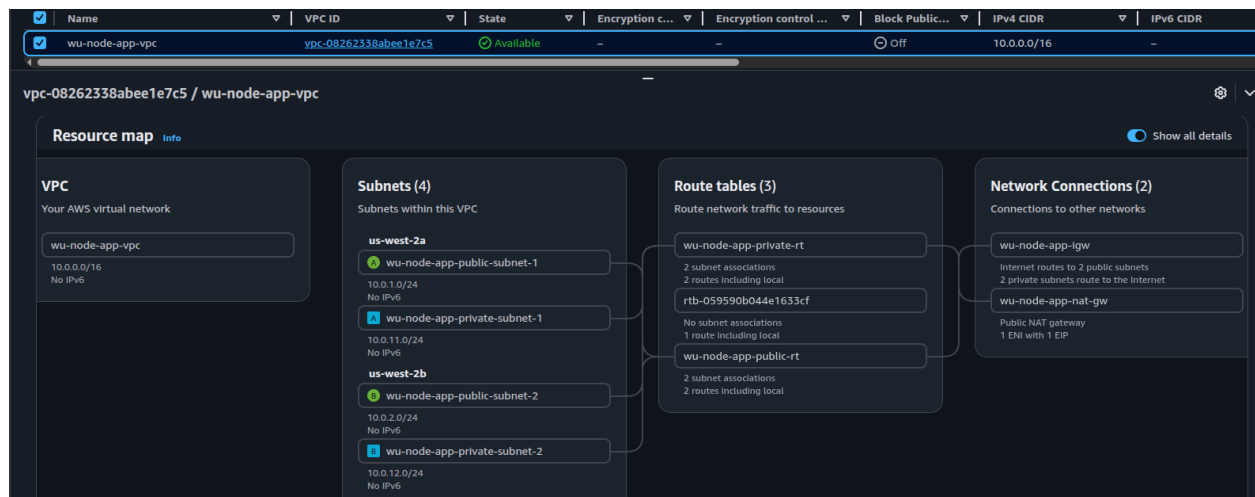 Name VPC ID State Encryption c... Encryption control ... Block Public... IPv4 CIDR IPv6 CIDR
wu-node-app-vpc vpc-08262338abee1e7c5 Available – – Off 10.0.0.0/16 –
vpc-08262338abee1e7c5 / wu-node-app-vpc
Resource map Info
Show all details
VPC
Your AWS virtual network
wu-node-app-vpc
10.0.0.0/16
No IPv6
Subnets (4)
Subnets within this VPC
us-west-2a
A wu-node-app-public-subnet-1
10.0.1.0/24
No IPv6
A wu-node-app-private-subnet-1
10.0.11.0/24
No IPv6
us-west-2b
B wu-node-app-public-subnet-2
10.0.2.0/24
No IPv6
B wu-node-app-private-subnet-2
10.0.12.0/24
No IPv6
Route tables (3)
Route network traffic to resources
wu-node-app-private-rt
2 subnet associations
2 routes including local
rtb-059590b044e1633cf
No subnet associations
1 route including local
wu-node-app-public-rt
2 subnet associations
2 routes including local
Network Connections (2)
Connections to other networks
wu-node-app-igw
Internet routes to 2 public subnets
2 private subnets route to the Internet
wu-node-app-nat-gw
Public NAT gateway
1 ENI with 1 EIP